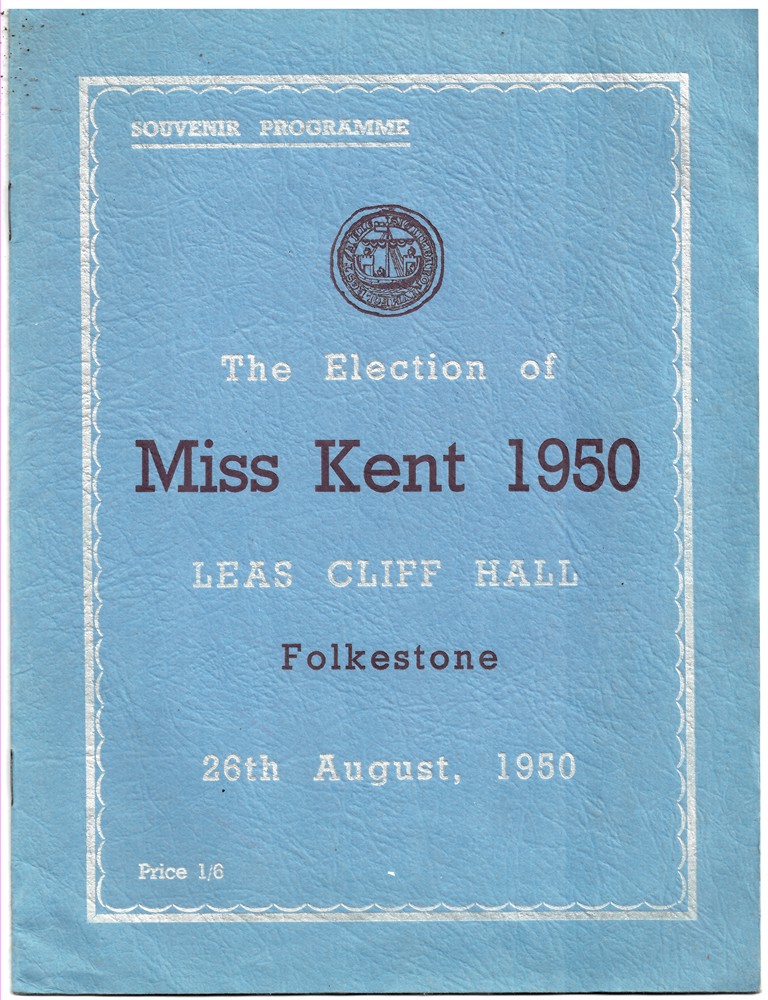 SOUVENIR PROGRAMME
The Election of
Miss Kent 1950
LEAS CLIFF HALL
Folkestone
26th August, 1950
Price 1/6